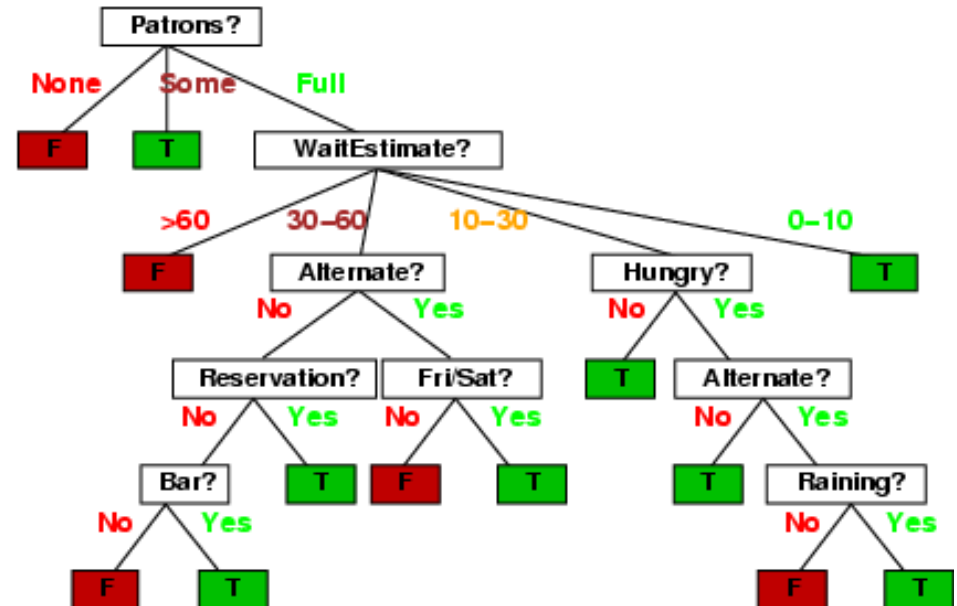 Patrons?
None Some Full
F T WaitEstimate?
>60 30–60 10–30 0–10
F Alternate? Hungry? T
No Yes No Yes
Reservation? Fri/Sat? T Alternate?
No Yes No Yes No Yes
Bar? T F T T Raining?
No Yes No Yes
F T F T